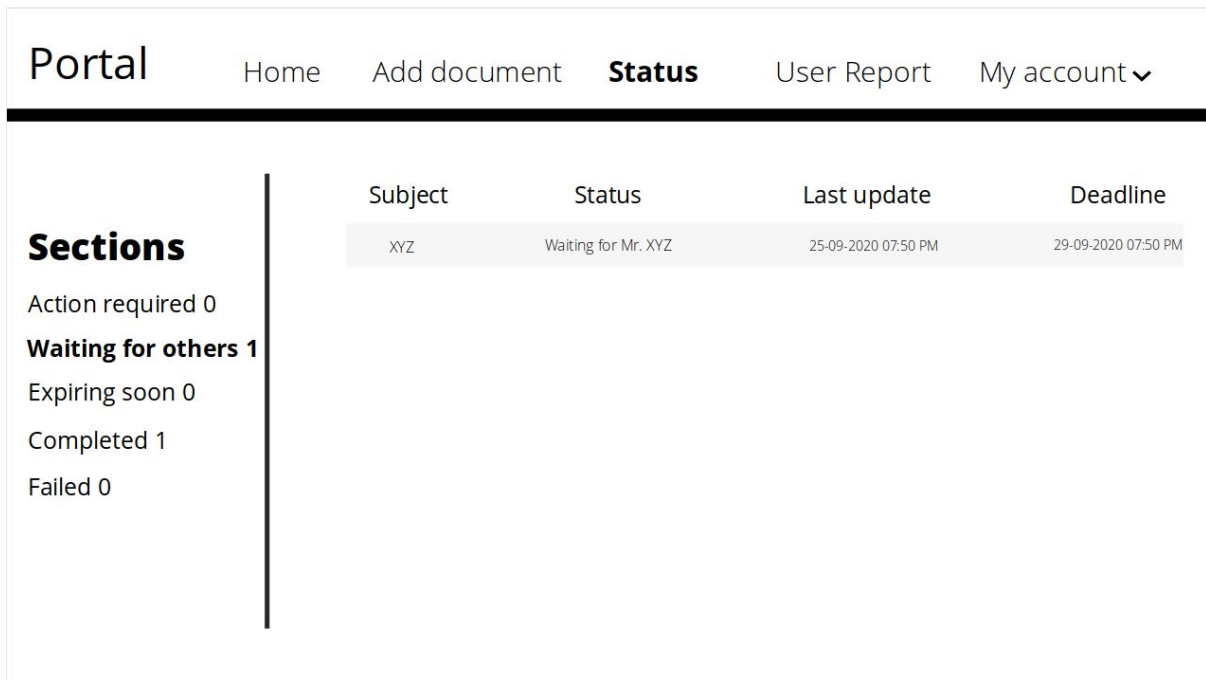 Portal Home Add document Status User Report My account
Subject Status Last update Deadline
XYZ Waiting for Mr. XYZ 25-09-2020 07:50 PM 29-09-2020 07:50 PM
Sections
Action required 0
Waiting for others 1
Expiring soon 0
Completed 1
Failed 0